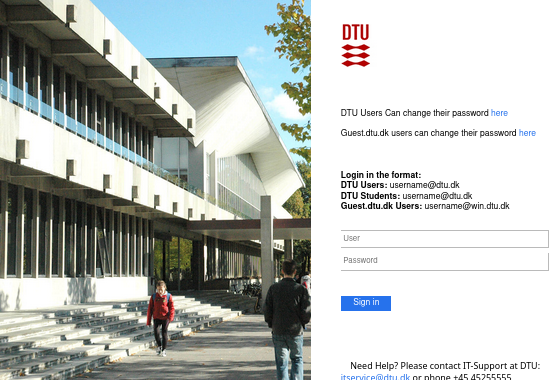 DTU
DTU Users Can change their password here
Guest.dtu.dk users can change their password here
Login in the format:
DTU Users: username@dtu.dk
DTU Students: username@dtu.dk
Guest.dtu.dk Users: username@win.dtu.dk
User
Password
Sign in
Need Help? Please contact IT-Support at DTU:
itservice@dtu.dk or phone +45 45255555